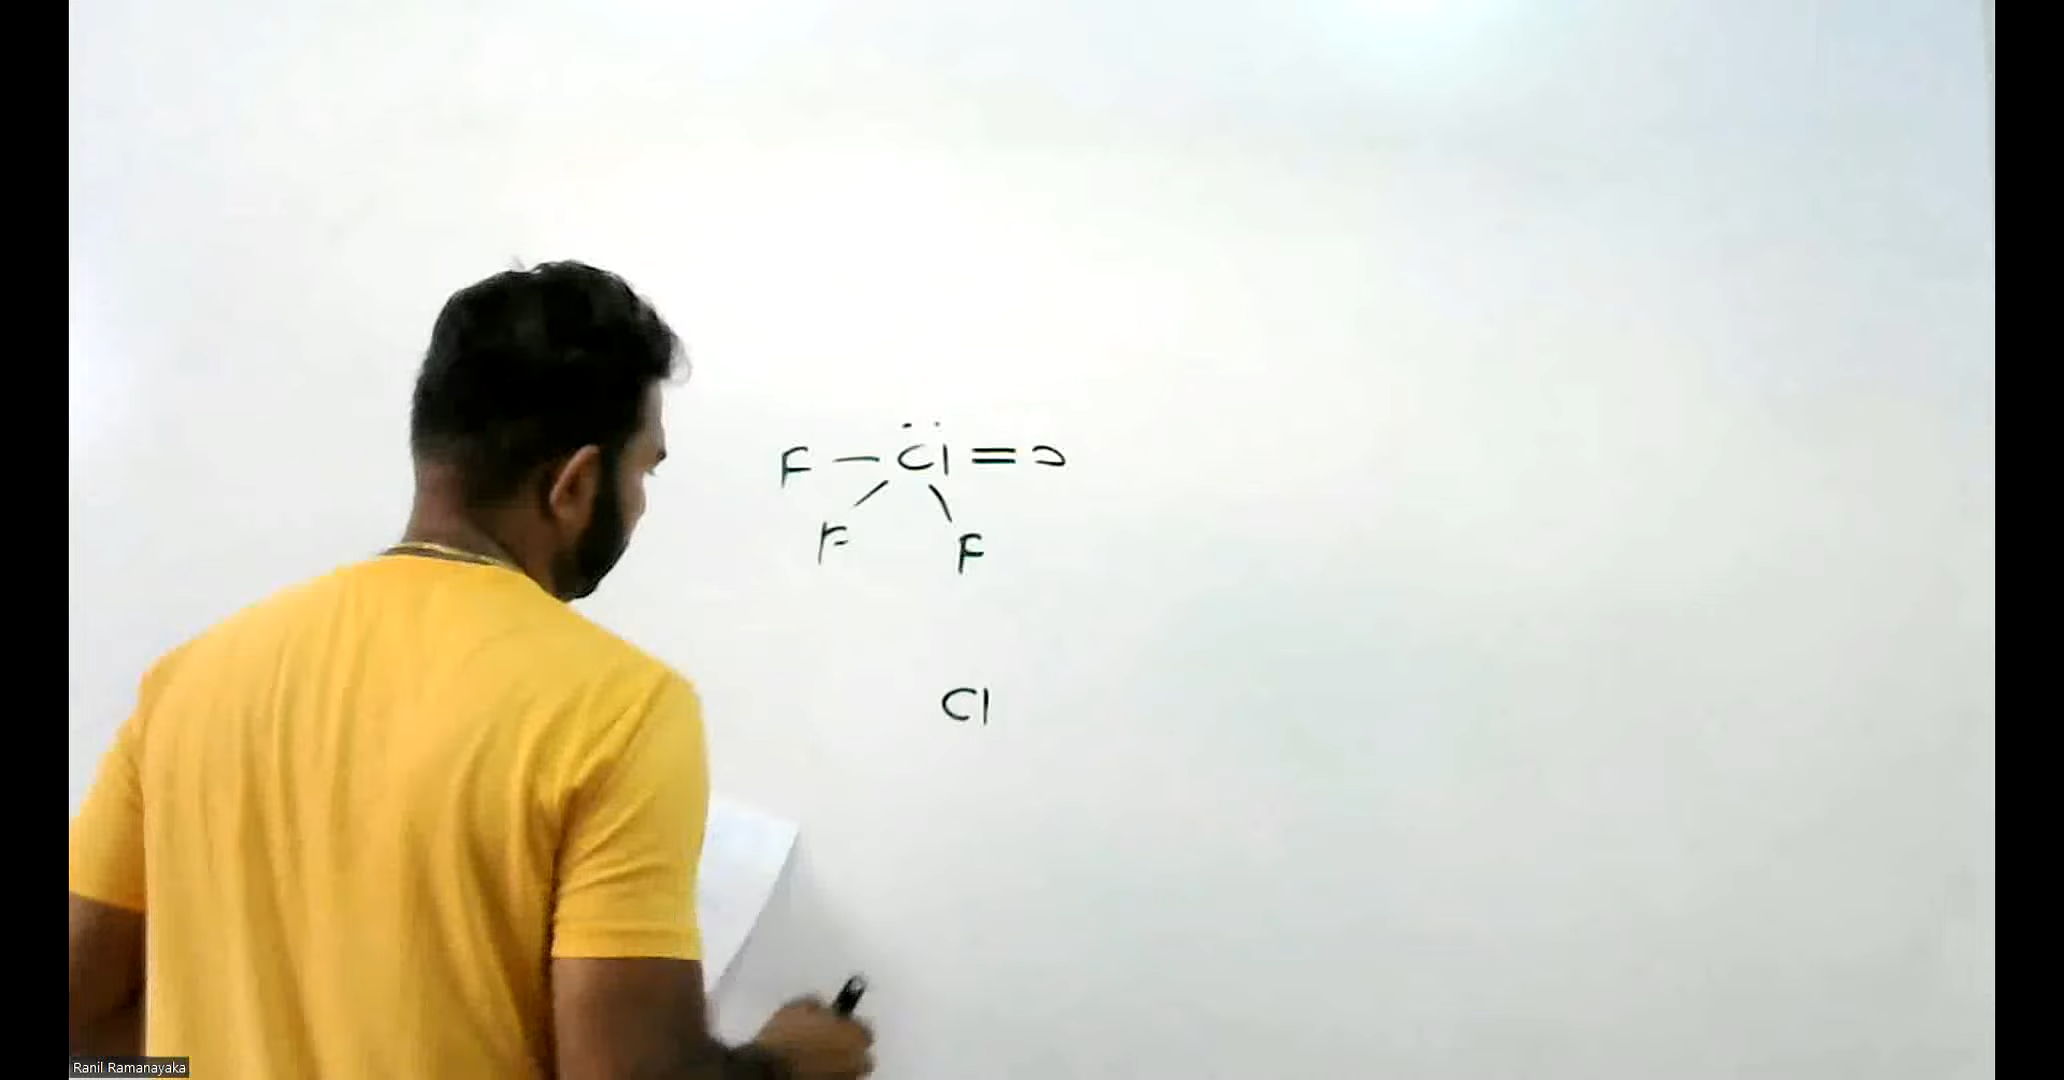 F — Cl = O
F F
Cl
Ranil Ramanayaka